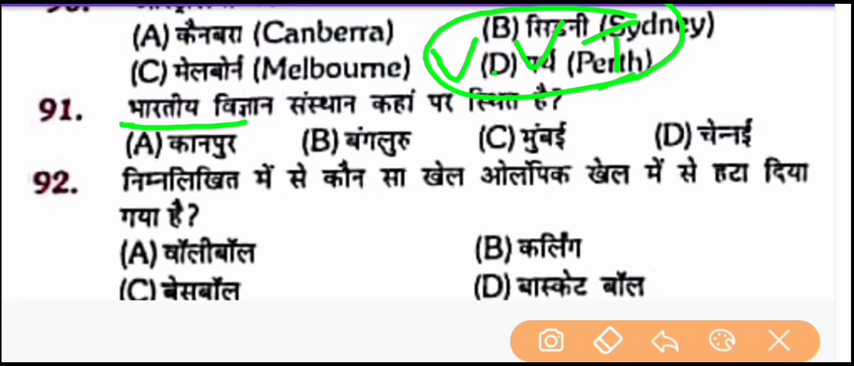 (A) कैनबरा (Canberra) (B) सिडनी (Sydney)
(C) मेलबोर्न (Melbourne) (D) पर्थ (Perth)
V.V.I
91. भारतीय विज्ञान संस्थान कहां पर स्थित है?
(A) कानपुर (B) बंगलुरु (C) मुंबई (D) चेन्नई
92. निम्नलिखित में से कौन सा खेल ओलंपिक खेल में से हटा दिया
गया है?
(A) वॉलीबॉल (B) कर्लिंग
(C) बेसबॉल (D) बास्केट बॉल